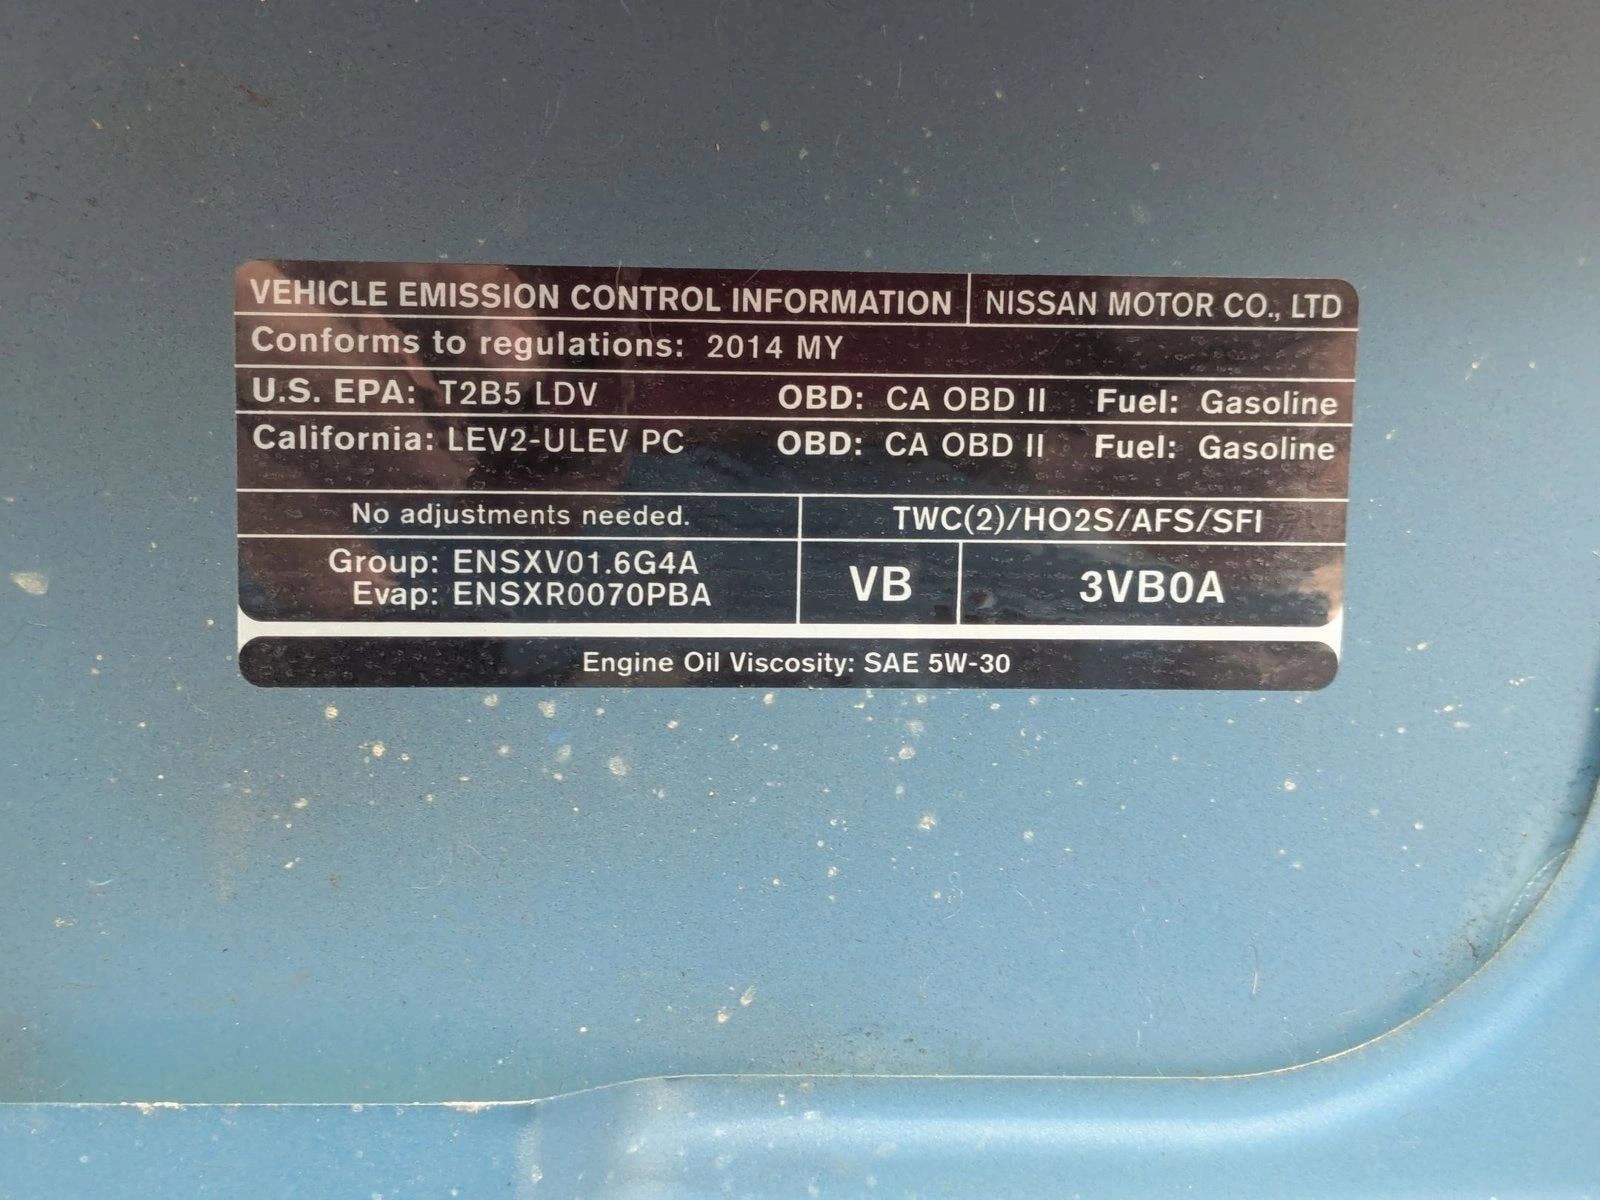 VEHICLE EMISSION CONTROL INFORMATION NISSAN MOTOR CO., LTD
Conforms to regulations: 2014 MY
U.S. EPA: T2B5 LDV OBD: CA OBD II Fuel: Gasoline
California: LEV2-ULEV PC OBD: CA OBD II Fuel: Gasoline
No adjustments needed. TWC(2)/HO2S/AFS/SFI
Group: ENSXV01.6G4A
Evap: ENSXR0070PBA
VB 3VB0A
Engine Oil Viscosity: SAE 5W-30